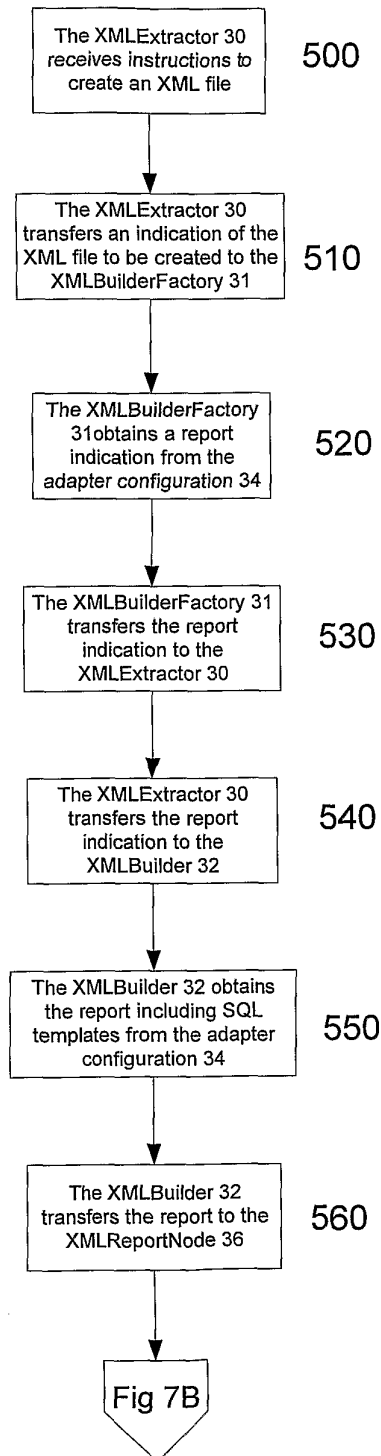 The XMLExtractor 30
receives instructions to
create an XML file
500
The XMLExtractor 30
transfers an indication of the
XML file to be created to the
XMLBuilderFactory 31
510
The XMLBuilderFactory
31obtains a report
indication from the
adapter configuration 34
520
The XMLBuilderFactory 31
transfers the report
indication to the
XMLExtractor 30
530
The XMLExtractor 30
transfers the report
indication to the
XMLBuilder 32
540
The XMLBuilder 32 obtains
the report including SQL
templates from the adapter
configuration 34
550
The XMLBuilder 32
transfers the report to the
XMLReportNode 36
560
Fig 7B